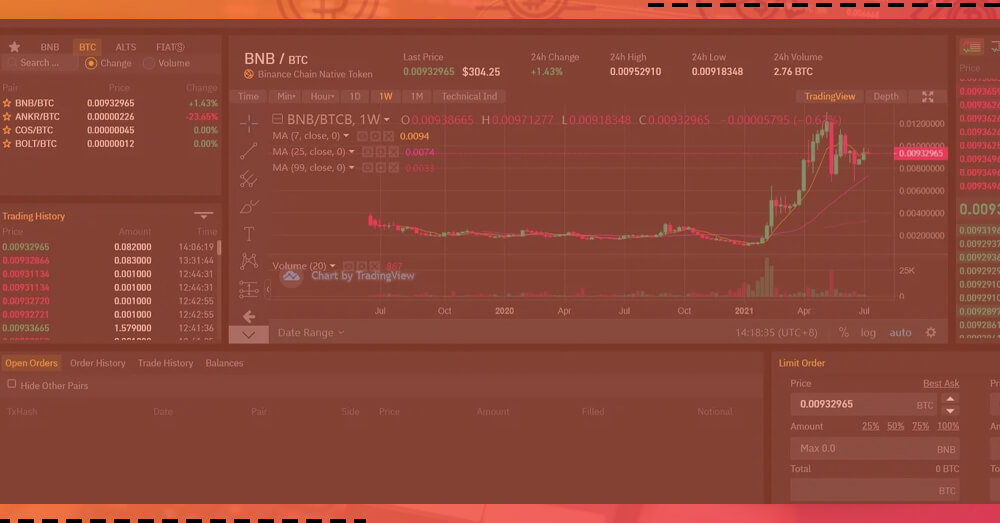 BNB BTC ALTS FIAT
Search ... Change Volume
Pair Price Change
BNB/BTC 0.00932965 +1.43%
ANKR/BTC 0.00000226 -23.65%
COS/BTC 0.00000045 0.00%
BOLT/BTC 0.00000012 0.00%
Trading History
Price Amount Time
0.00932965 0.082000 14:06:19
0.00932866 0.083000 13:31:44
0.00931134 0.001000 12:44:31
0.00931134 0.001000 12:44:31
0.00932720 0.001000 12:42:55
0.00932721 0.001000 12:42:55
0.00933665 1.579000 12:41:36
BNB / BTC
Binance Chain Native Token
Last Price
0.00932965 $304.25
24h Change
+1.43%
24h High
0.00952910
24h Low
0.00918348
24h Volume
2.76 BTC
Time Min Hour 1D 1W 1M Technical Ind TradingView Depth
BNB/BTCB, 1W O0.00938665 H0.00971277 L0.00918348 C0.00932965 -0.00005795
MA (7, close, 0) 0.0094
MA (25, close, 0) 0.0074
MA (99, close, 0) 0.0033
0.01200000
0.00932965
0.00800000
0.00600000
0.00400000
0.00200000
Volume (20) 867
Chart by TradingView
25K
0
Jul Oct 2020 Apr Jul Oct 2021 Apr Jul
Date Range 14:18:35 (UTC+8) % log auto
Price
Open Orders Order History Trade History Balances
Hide Other Pairs
TxHash Date Pair Side Price Amount Filled Notional
Limit Order
Price Best Ask
0.00932965 BTC
Amount 25% 50% 75% 100%
Max 0.0 BNB
Total 0 BTC
BTC